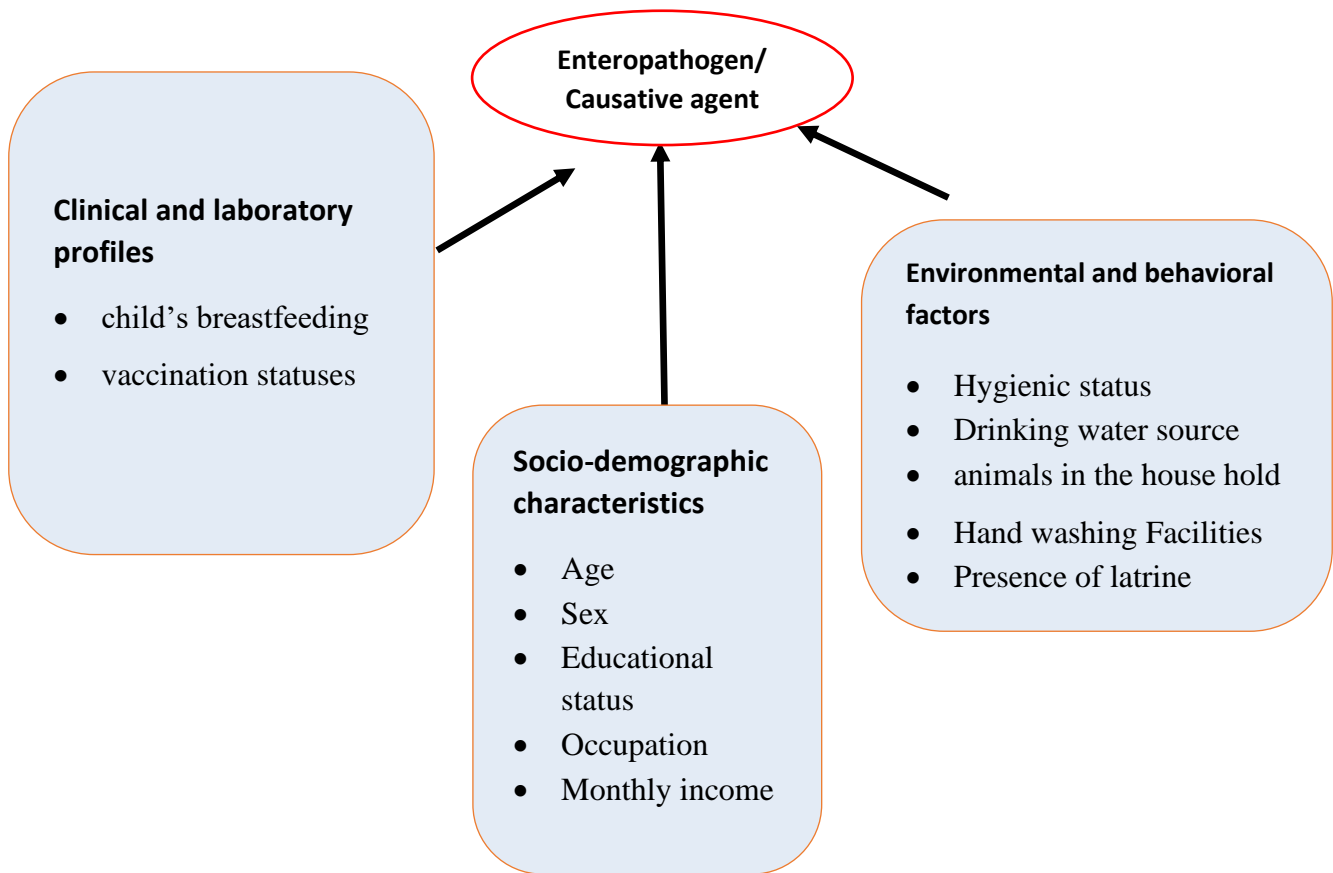 Enteropathogen/
Causative agent
Clinical and laboratory
profiles
• child’s breastfeeding
• vaccination statuses
Socio-demographic
characteristics
• Age
• Sex
• Educational
status
• Occupation
• Monthly income
Environmental and behavioral
factors
• Hygienic status
• Drinking water source
• animals in the house hold
• Hand washing Facilities
• Presence of latrine